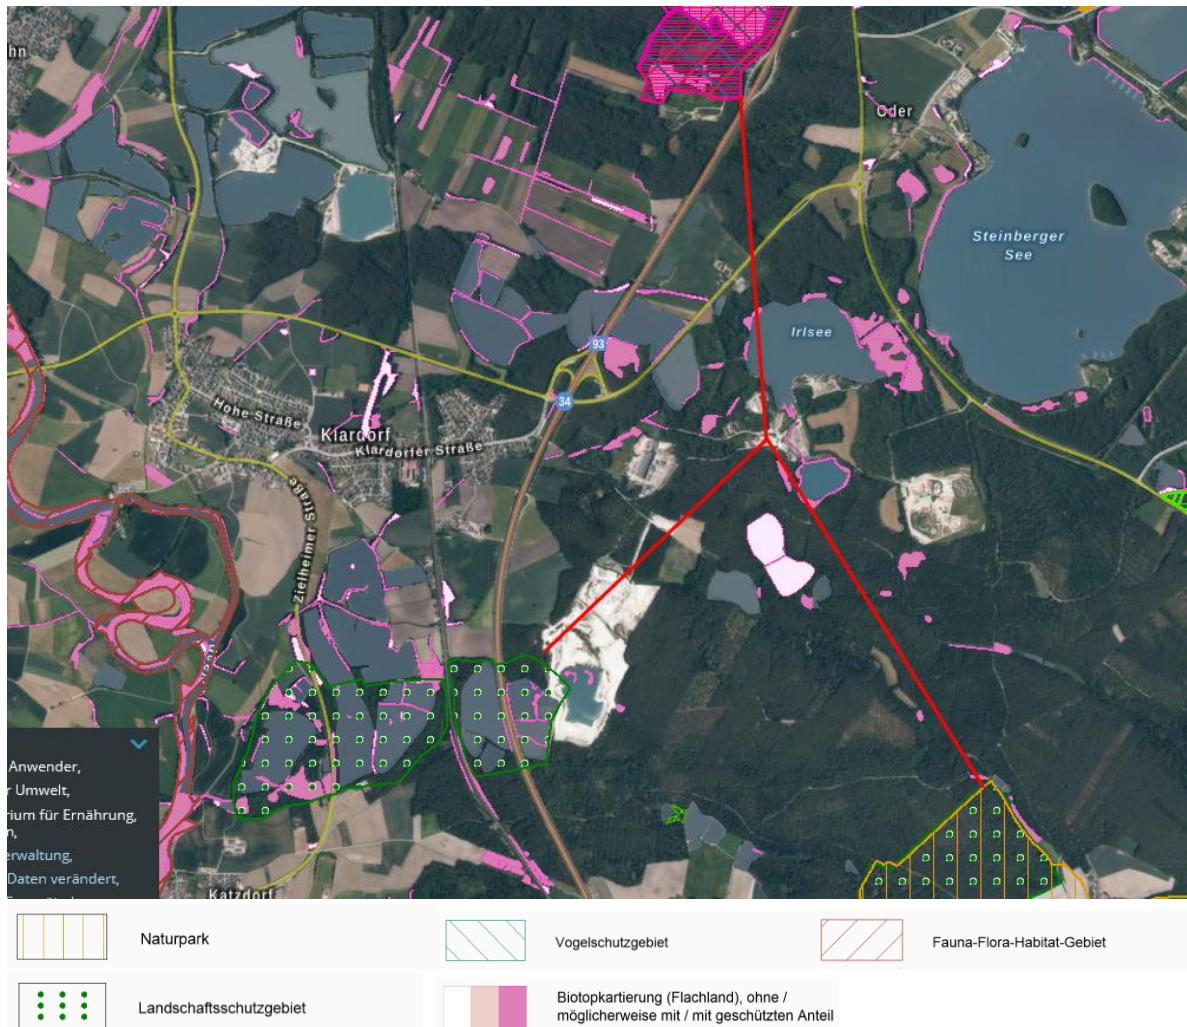 hn
Oder
Steinberger
See
Irlsee
93
34
Hohe Straße
Klardorf
Klardorfer Straße
Zielheimer Straße
Anwender,
r Umwelt,
rium für Ernährung,
n,
erwaltung,
Daten verändert,
Katzdorf
Naturpark
Vogelschutzgebiet
Fauna-Flora-Habitat-Gebiet
Landschaftsschutzgebiet
Biotopkartierung (Flachland), ohne /
möglicherweise mit / mit geschützten Anteil